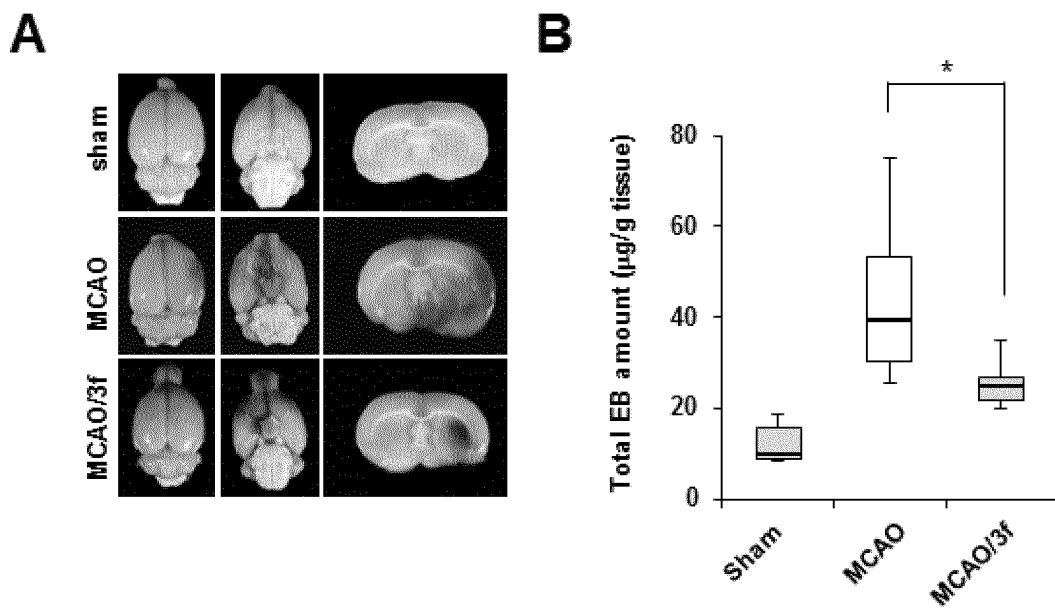 A
sham
MCAO
MCAO/3f
B
*
Total EB amount (µg/g tissue)
80
60
40
20
0
Sham
MCAO
MCAO/3f